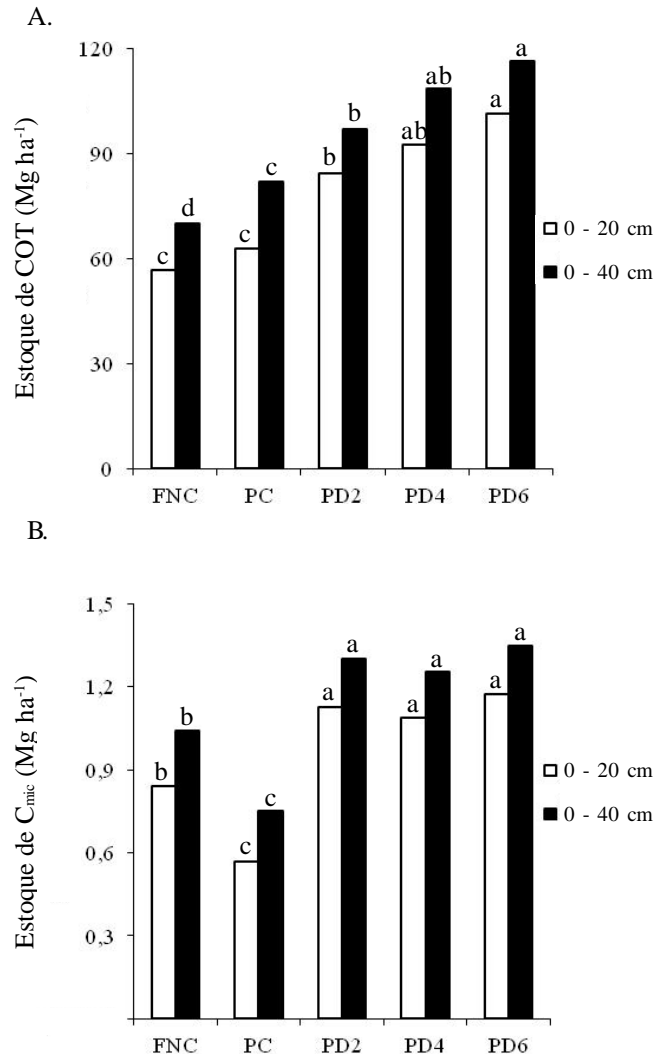 A.
Estoque de COT (Mg ha⁻¹)
120
90
60
30
0
c d
c c
b b
ab ab
a a
FNC PC PD2 PD4 PD6
0 - 20 cm
0 - 40 cm
B.
Estoque de Cmic (Mg ha⁻¹)
1,5
1,2
0,9
0,6
0,3
b b
c c
a a
a a
a a
FNC PC PD2 PD4 PD6
0 - 20 cm
0 - 40 cm